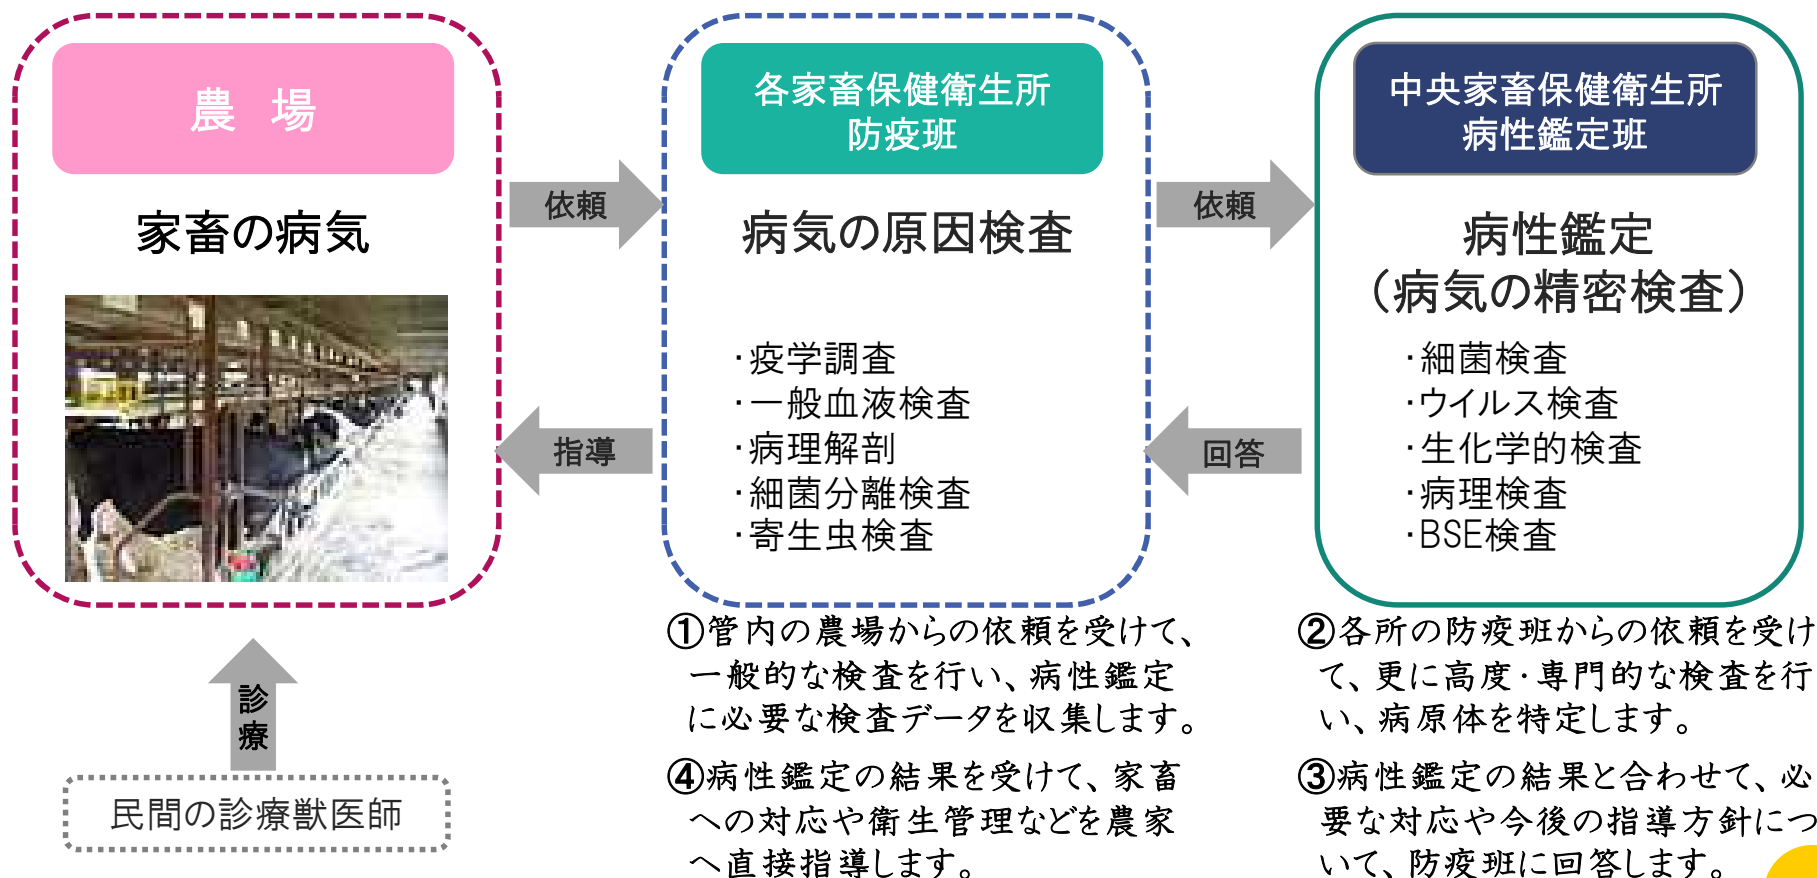 農 場
家畜の病気
診療
民間の診療獣医師
依頼
指導
各家畜保健衛生所
防疫班
病気の原因検査
・疫学調査
・一般血液検査
・病理解剖
・細菌分離検査
・寄生虫検査
①管内の農場からの依頼を受けて、
一般的な検査を行い、病性鑑定
に必要な検査データを収集します。
④病性鑑定の結果を受けて、家畜
への対応や衛生管理などを農家
へ直接指導します。
依頼
回答
中央家畜保健衛生所
病性鑑定班
病性鑑定
（病気の精密検査）
・細菌検査
・ウイルス検査
・生化学的検査
・病理検査
・BSE検査
②各所の防疫班からの依頼を受け
て、更に高度・専門的な検査を行
い、病原体を特定します。
③病性鑑定の結果と合わせて、必
要な対応や今後の指導方針につ
いて、防疫班に回答します。